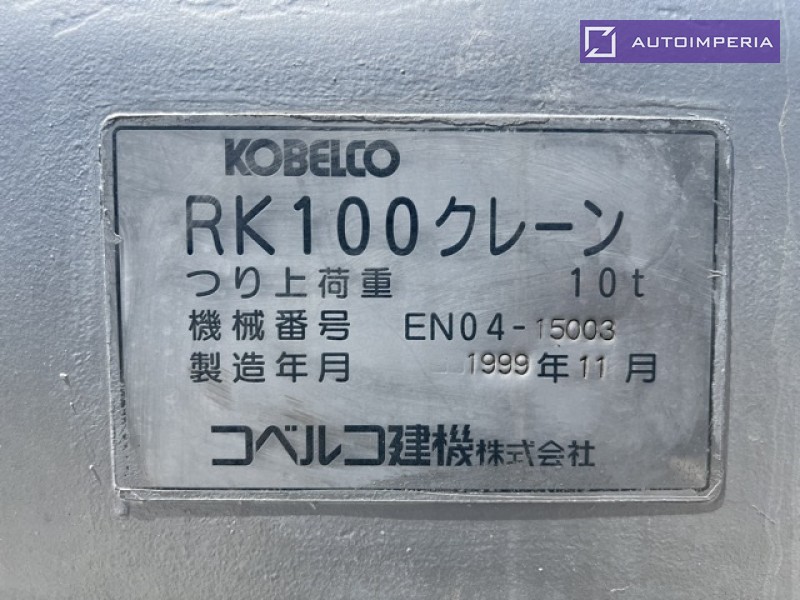 AUTOIMPERIA
KOBELCO
RK100クレーン
つり上荷重 10t
機械番号 EN04-15003
製造年月 1999年11月
コベルコ建機株式会社